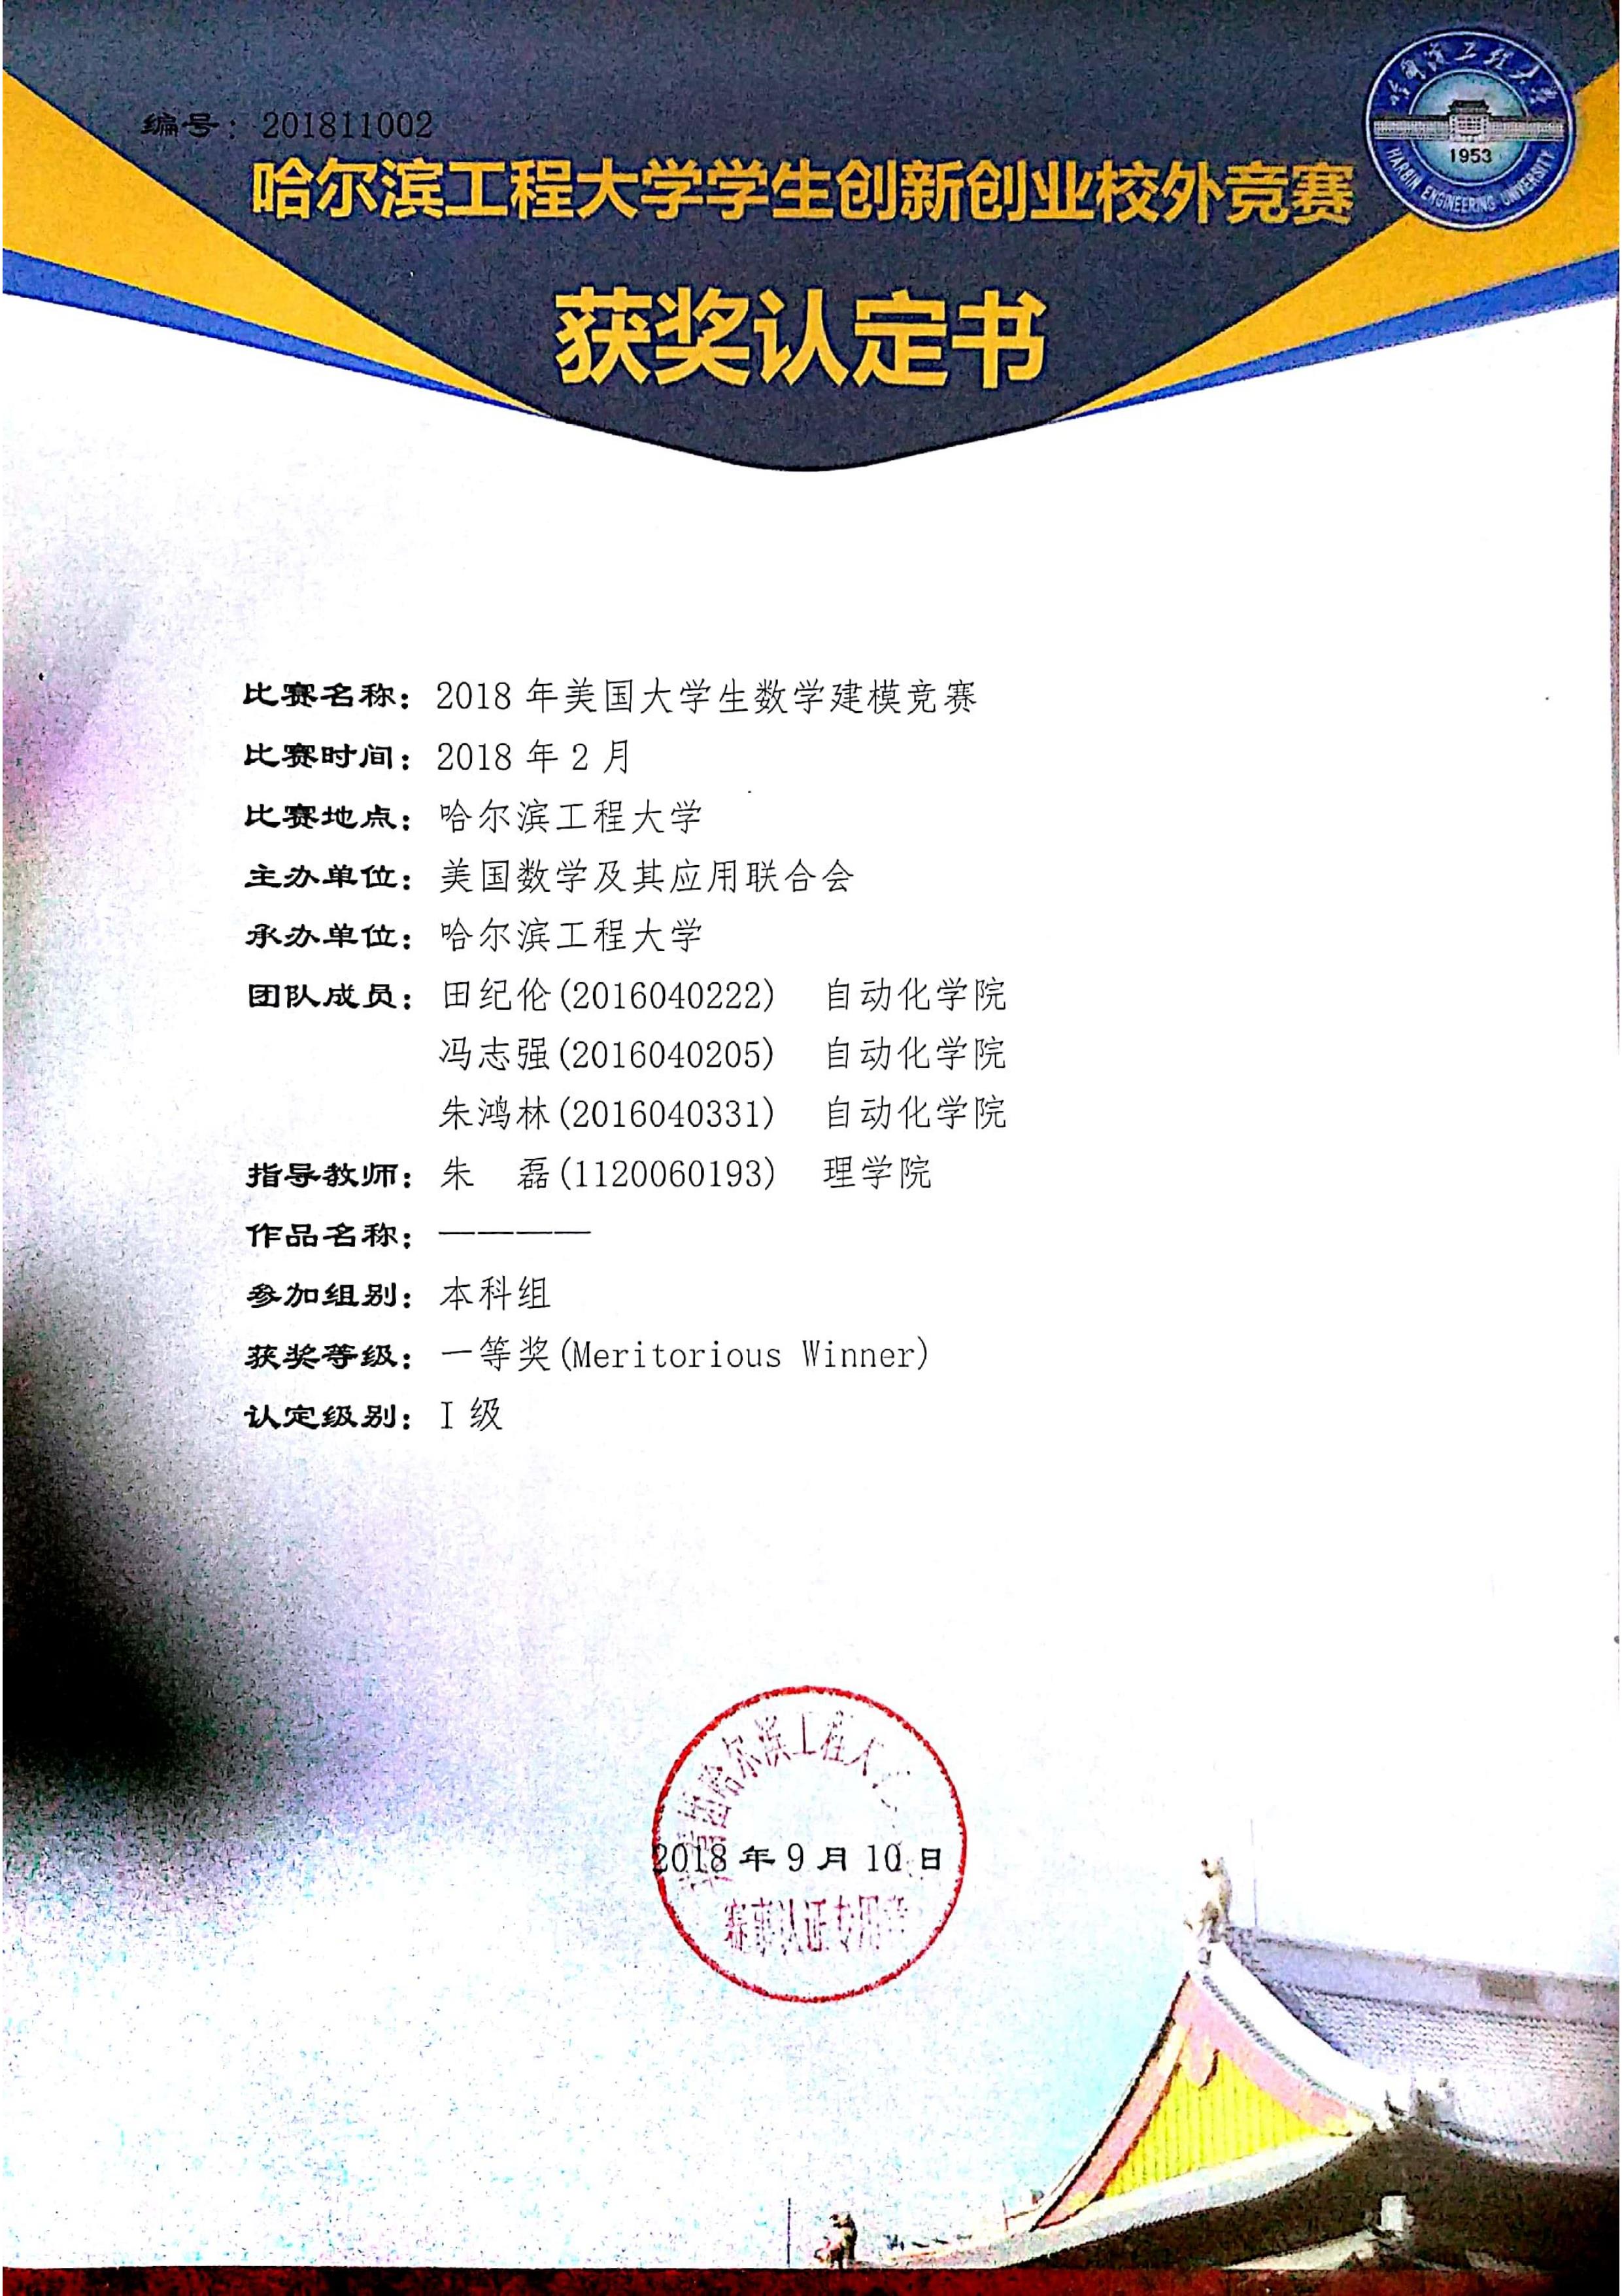 编号：201811002
哈尔滨工程大学
1953
HARBIN ENGINEERING UNIVERSITY
哈尔滨工程大学学生创新创业校外竞赛
获奖认定书
比赛名称：2018 年美国大学生数学建模竞赛
比赛时间：2018 年 2 月
比赛地点：哈尔滨工程大学
主办单位：美国数学及其应用联合会
承办单位：哈尔滨工程大学
团队成员：田纪伦(2016040222) 自动化学院
冯志强(2016040205) 自动化学院
朱鸿林(2016040331) 自动化学院
指导教师：朱　磊(1120060193) 理学院
作品名称：————
参加组别：本科组
获奖等级：一等奖(Meritorious Winner)
认定级别：I 级
哈尔滨工程大
2018 年 9 月 10 日
赛事认证专用章